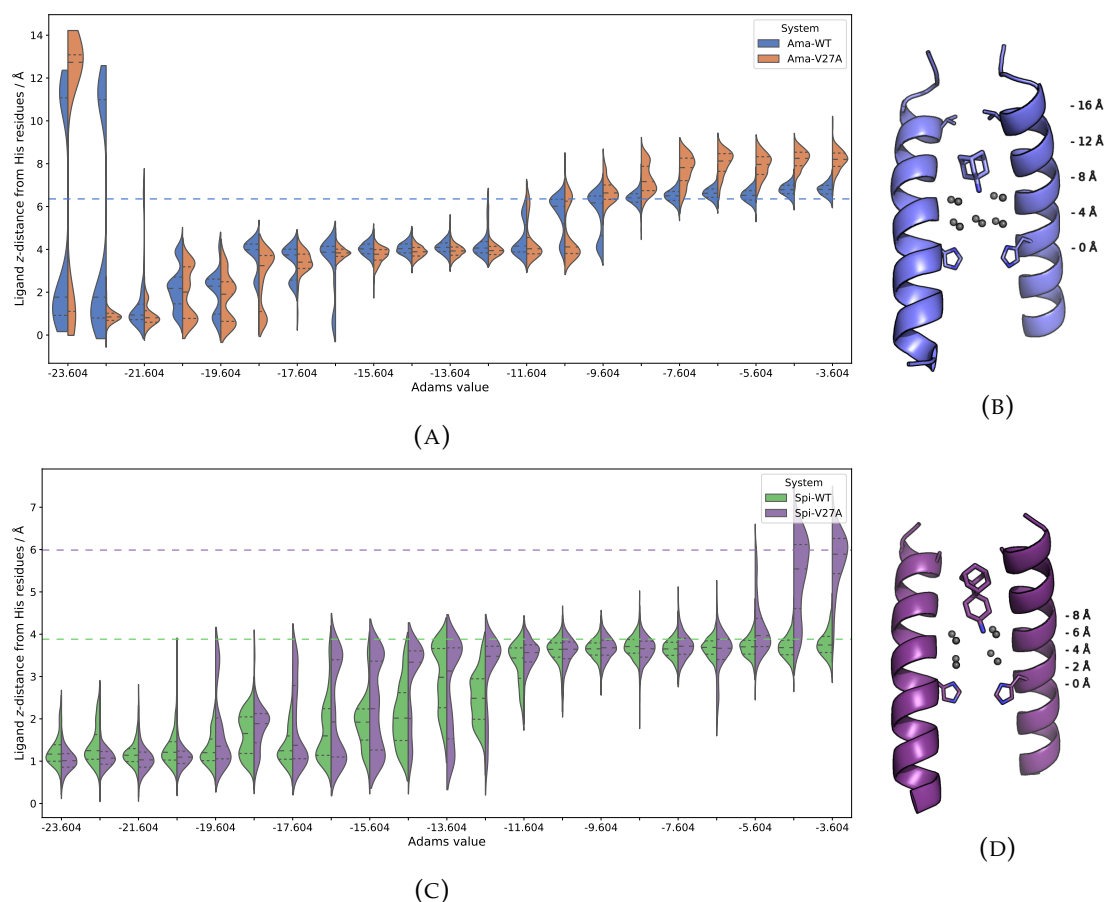 System
Ama-WT
Ama-V27A
Ligand z-distance from His residues / Å
14
12
10
8
6
4
2
0
-23.604 -21.604 -19.604 -17.604 -15.604 -13.604 -11.604 -9.604 -7.604 -5.604 -3.604
Adams value
(A)
- 16 Å
- 12 Å
- 8 Å
- 4 Å
- 0 Å
(B)
System
Spi-WT
Spi-V27A
Ligand z-distance from His residues / Å
7
6
5
4
3
2
1
0
-23.604 -21.604 -19.604 -17.604 -15.604 -13.604 -11.604 -9.604 -7.604 -5.604 -3.604
Adams value
(C)
- 8 Å
- 6 Å
- 4 Å
- 2 Å
- 0 Å
(D)